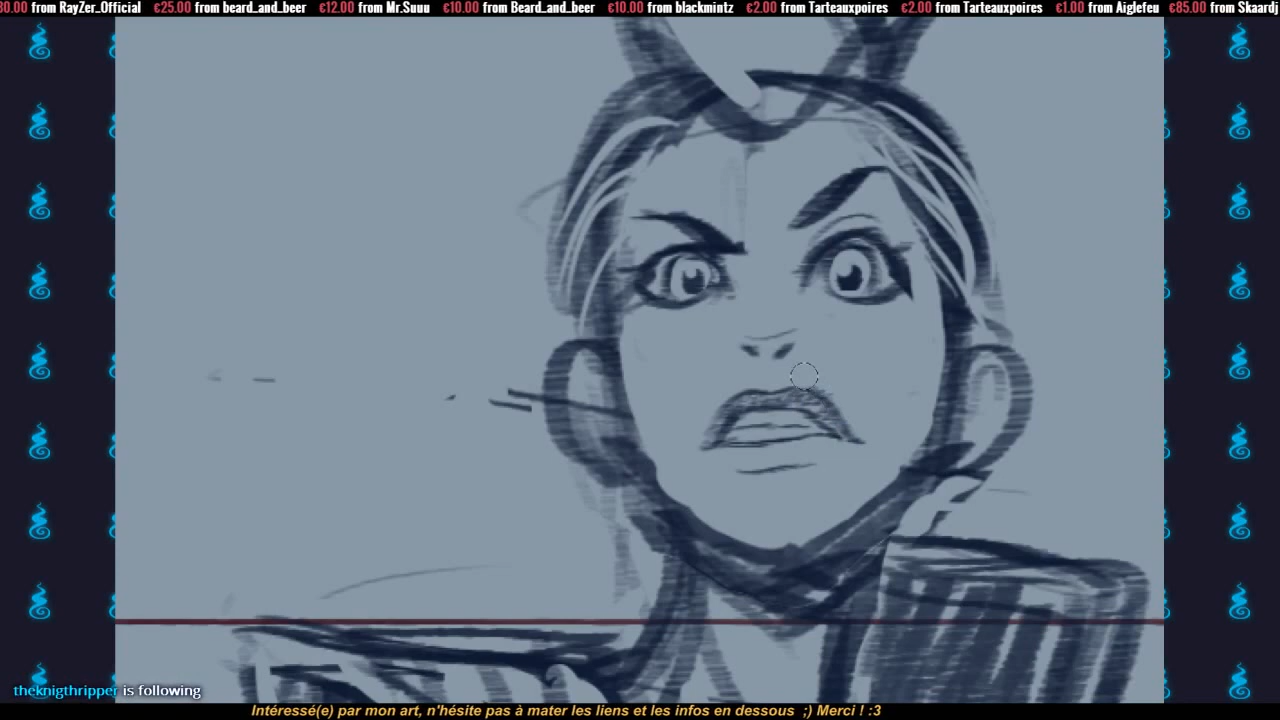 30.00 from RayZer_Official €25.00 from beard_and_beer €12.00 from Mr.Suuu €10.00 from Beard_and_beer €10.00 from blackmintz €2.00 from Tarteauxpoires €2.00 from Tarteauxpoires €1.00 from Aiglefeu €85.00 from Skaardj
theknigthripper is following
Intéressé(e) par mon art, n'hésite pas à mater les liens et les infos en dessous ;) Merci ! :3